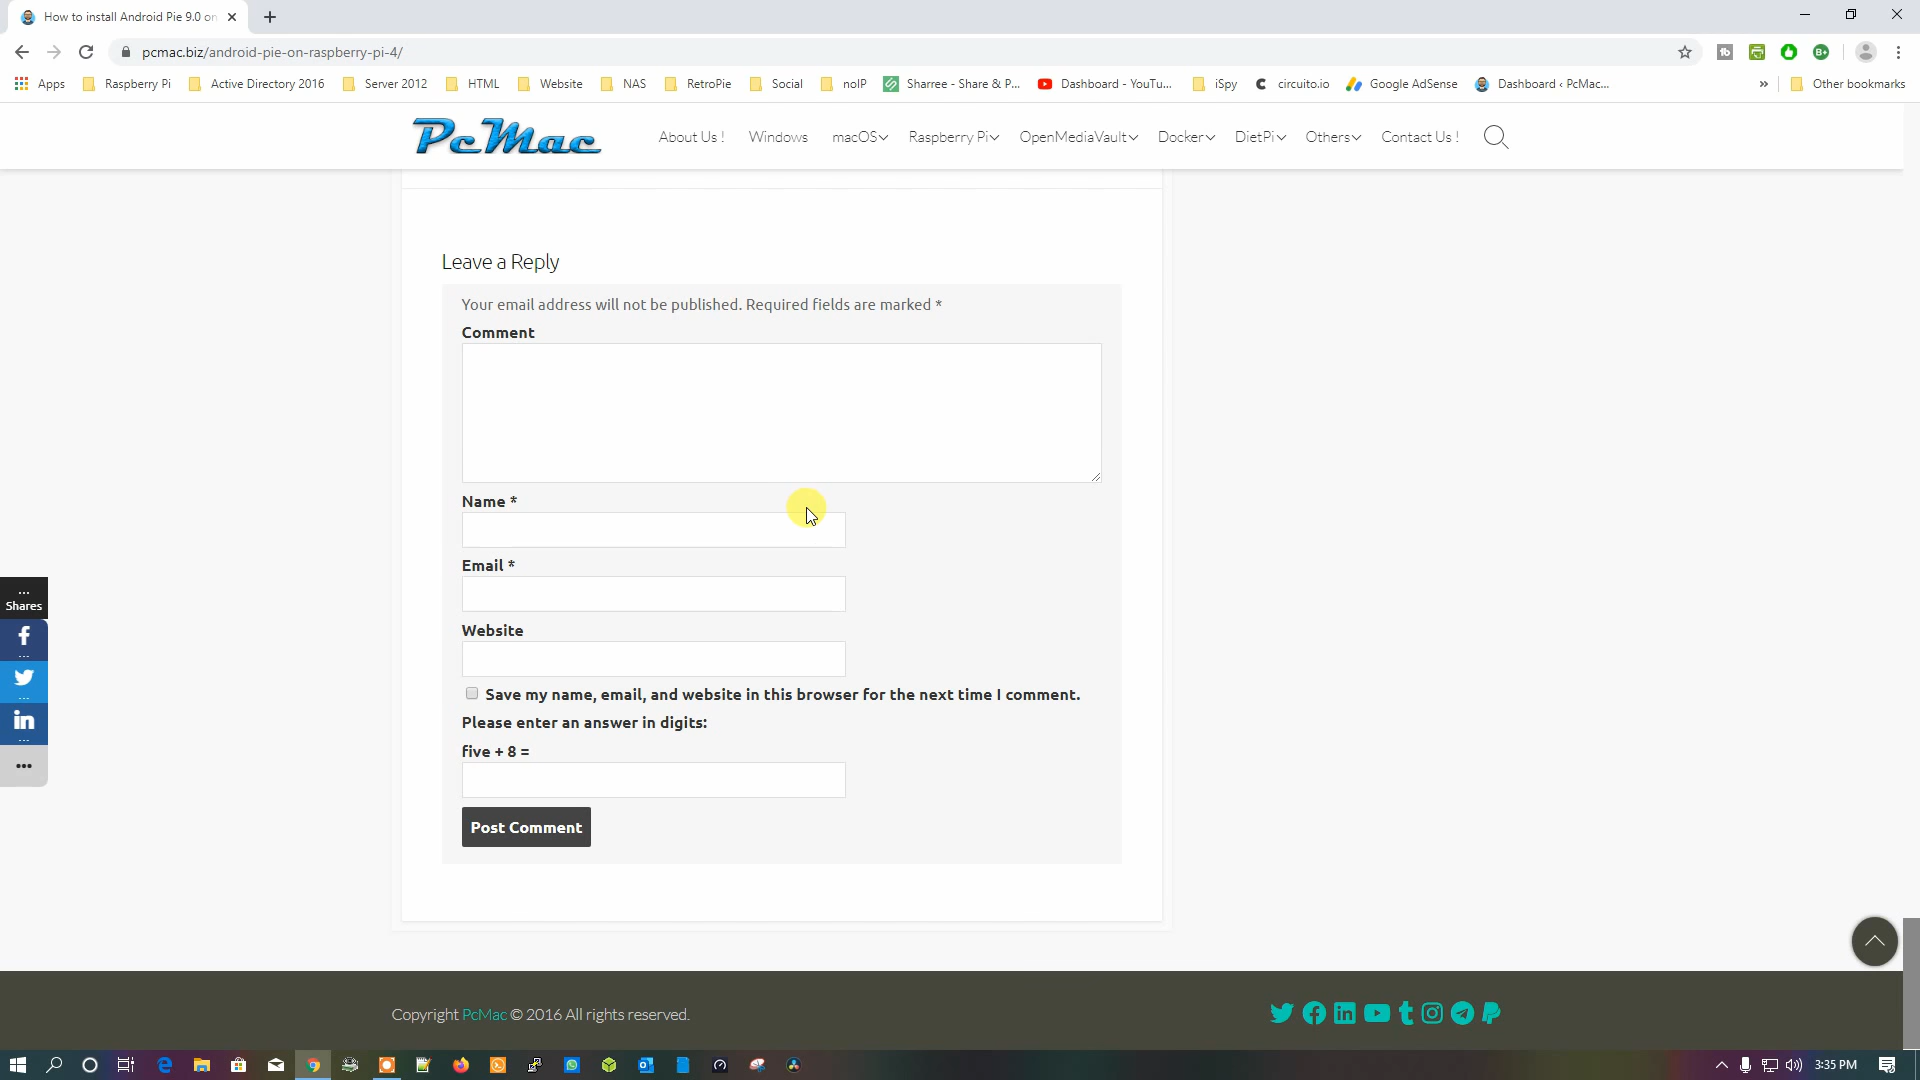 How to install Android Pie 9.0 on
pcmac.biz/android-pie-on-raspberry-pi-4/
Apps Raspberry Pi Active Directory 2016 Server 2012 HTML Website NAS RetroPie Social noIP Sharree - Share & P... Dashboard - YouTu... iSpy circuito.io Google AdSense Dashboard ‹ PcMac... » Other bookmarks
PcMac About Us ! Windows macOS Raspberry Pi OpenMediaVault Docker DietPi Others Contact Us !
Leave a Reply
Your email address will not be published. Required fields are marked *
Comment
Name *
Email *
Website
Save my name, email, and website in this browser for the next time I comment.
Please enter an answer in digits:
five + 8 =
Post Comment
...
Shares
...
...
...
Copyright PcMac © 2016 All rights reserved.
3:35 PM